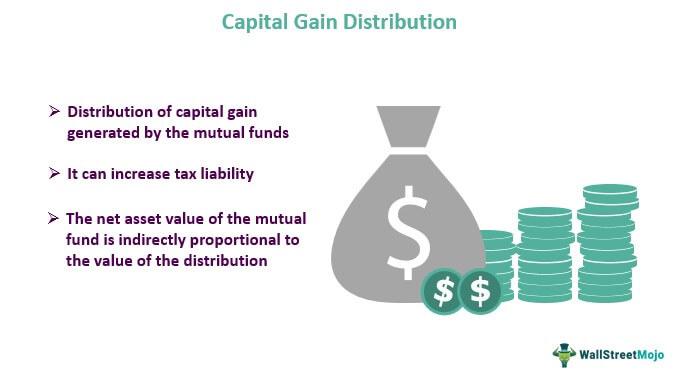 Capital Gain Distribution
➢ Distribution of capital gain
generated by the mutual funds
➢ It can increase tax liability
➢ The net asset value of the mutual
fund is indirectly proportional to
the value of the distribution
$
$ $
WallStreetMojo